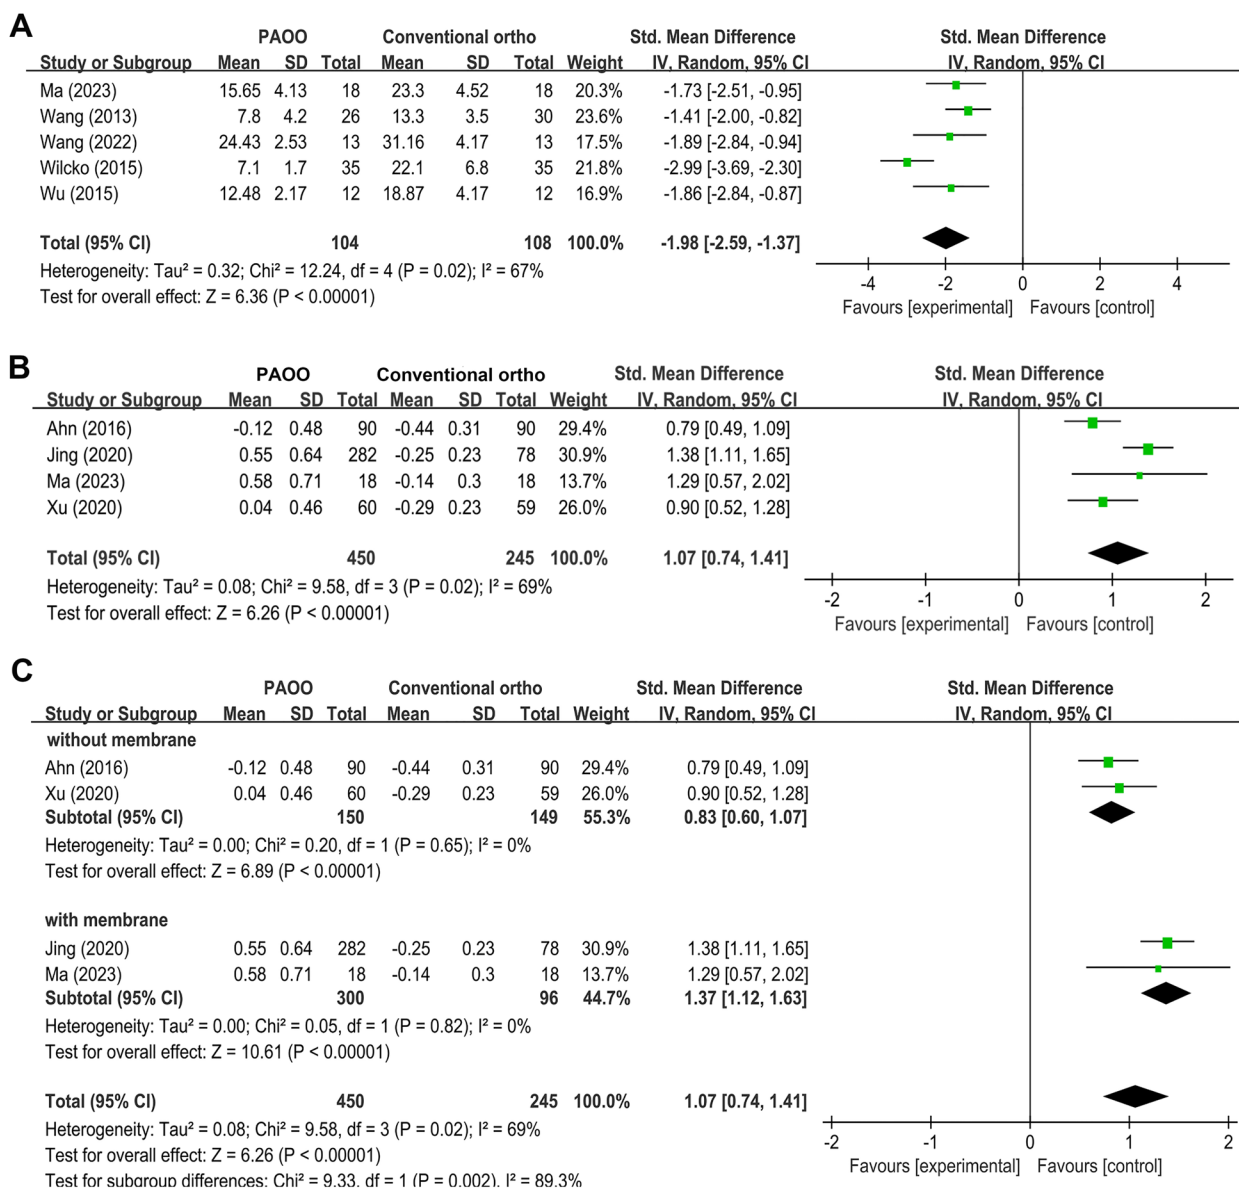 A
PAOO Conventional ortho Std. Mean Difference Std. Mean Difference
Study or Subgroup Mean SD Total Mean SD Total Weight IV, Random, 95% CI IV, Random, 95% CI
Ma (2023) 15.65 4.13 18 23.3 4.52 18 20.3% -1.73 [-2.51, -0.95]
Wang (2013) 7.8 4.2 26 13.3 3.5 30 23.6% -1.41 [-2.00, -0.82]
Wang (2022) 24.43 2.53 13 31.16 4.17 13 17.5% -1.89 [-2.84, -0.94]
Wilcko (2015) 7.1 1.7 35 22.1 6.8 35 21.8% -2.99 [-3.69, -2.30]
Wu (2015) 12.48 2.17 12 18.87 4.17 12 16.9% -1.86 [-2.84, -0.87]
Total (95% CI) 104 108 100.0% -1.98 [-2.59, -1.37]
Heterogeneity: Tau² = 0.32; Chi² = 12.24, df = 4 (P = 0.02); I² = 67%
Test for overall effect: Z = 6.36 (P < 0.00001)
-4 -2 0 2 4
Favours [experimental] Favours [control]
B
PAOO Conventional ortho Std. Mean Difference Std. Mean Difference
Study or Subgroup Mean SD Total Mean SD Total Weight IV, Random, 95% CI IV, Random, 95% CI
Ahn (2016) -0.12 0.48 90 -0.44 0.31 90 29.4% 0.79 [0.49, 1.09]
Jing (2020) 0.55 0.64 282 -0.25 0.23 78 30.9% 1.38 [1.11, 1.65]
Ma (2023) 0.58 0.71 18 -0.14 0.3 18 13.7% 1.29 [0.57, 2.02]
Xu (2020) 0.04 0.46 60 -0.29 0.23 59 26.0% 0.90 [0.52, 1.28]
Total (95% CI) 450 245 100.0% 1.07 [0.74, 1.41]
Heterogeneity: Tau² = 0.08; Chi² = 9.58, df = 3 (P = 0.02); I² = 69%
Test for overall effect: Z = 6.26 (P < 0.00001)
-2 -1 0 1 2
Favours [experimental] Favours [control]
C
PAOO Conventional ortho Std. Mean Difference Std. Mean Difference
Study or Subgroup Mean SD Total Mean SD Total Weight IV, Random, 95% CI IV, Random, 95% CI
without membrane
Ahn (2016) -0.12 0.48 90 -0.44 0.31 90 29.4% 0.79 [0.49, 1.09]
Xu (2020) 0.04 0.46 60 -0.29 0.23 59 26.0% 0.90 [0.52, 1.28]
Subtotal (95% CI) 150 149 55.3% 0.83 [0.60, 1.07]
Heterogeneity: Tau² = 0.00; Chi² = 0.20, df = 1 (P = 0.65); I² = 0%
Test for overall effect: Z = 6.89 (P < 0.00001)
with membrane
Jing (2020) 0.55 0.64 282 -0.25 0.23 78 30.9% 1.38 [1.11, 1.65]
Ma (2023) 0.58 0.71 18 -0.14 0.3 18 13.7% 1.29 [0.57, 2.02]
Subtotal (95% CI) 300 96 44.7% 1.37 [1.12, 1.63]
Heterogeneity: Tau² = 0.00; Chi² = 0.05, df = 1 (P = 0.82); I² = 0%
Test for overall effect: Z = 10.61 (P < 0.00001)
Total (95% CI) 450 245 100.0% 1.07 [0.74, 1.41]
Heterogeneity: Tau² = 0.08; Chi² = 9.58, df = 3 (P = 0.02); I² = 69%
Test for overall effect: Z = 6.26 (P < 0.00001)
Test for subgroup differences: Chi² = 9.33, df = 1 (P = 0.002), I² = 89.3%
-2 -1 0 1 2
Favours [experimental] Favours [control]